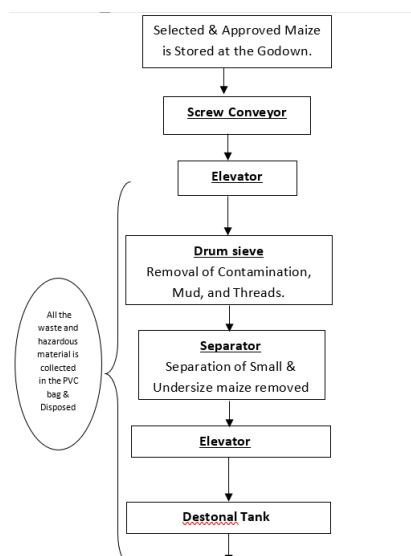 Selected & Approved Maize
is Stored at the Godown.
Screw Conveyor
Elevator
Drum sieve
Removal of Contamination,
Mud, and Threads.
Separator
Separation of Small &
Undersize maize removed
All the
waste and
hazardous
material is
collected
in the PVC
bag &
Disposed
Elevator
Destonal Tank